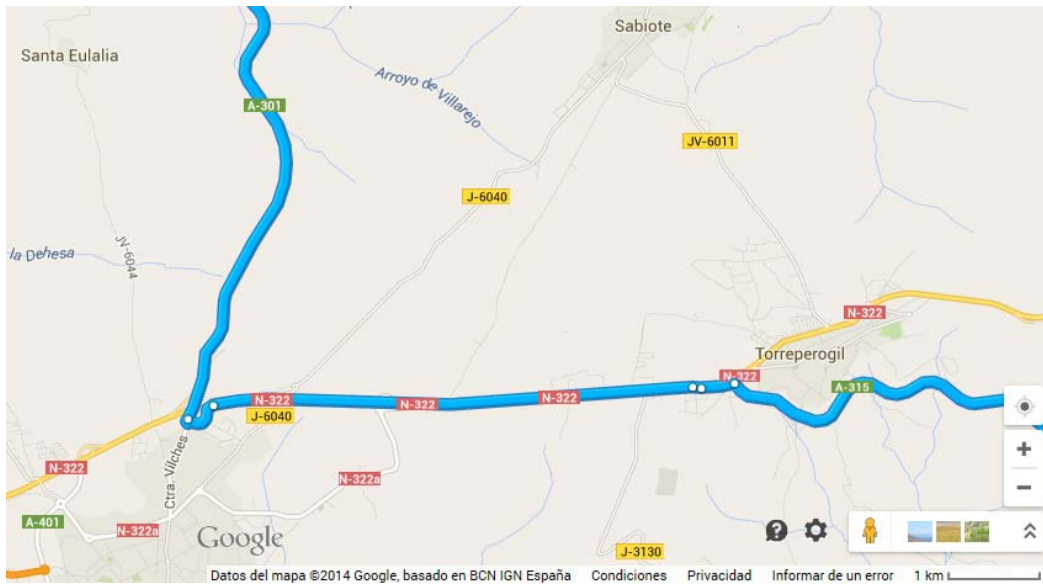 Sabiote
Santa Eulalia
Arroyo de Villarejo
A-301
JV-6011
J-6040
la Dehesa
JV-6044
N-322
Torreperogil
N-322
A-315
N-322
N-322
N-322
J-6040
Ctra. Vilches
N-322
N-322a
A-401
N-322a
Google
J-3130
Datos del mapa ©2014 Google, basado en BCN IGN España Condiciones Privacidad Informar de un error 1 km